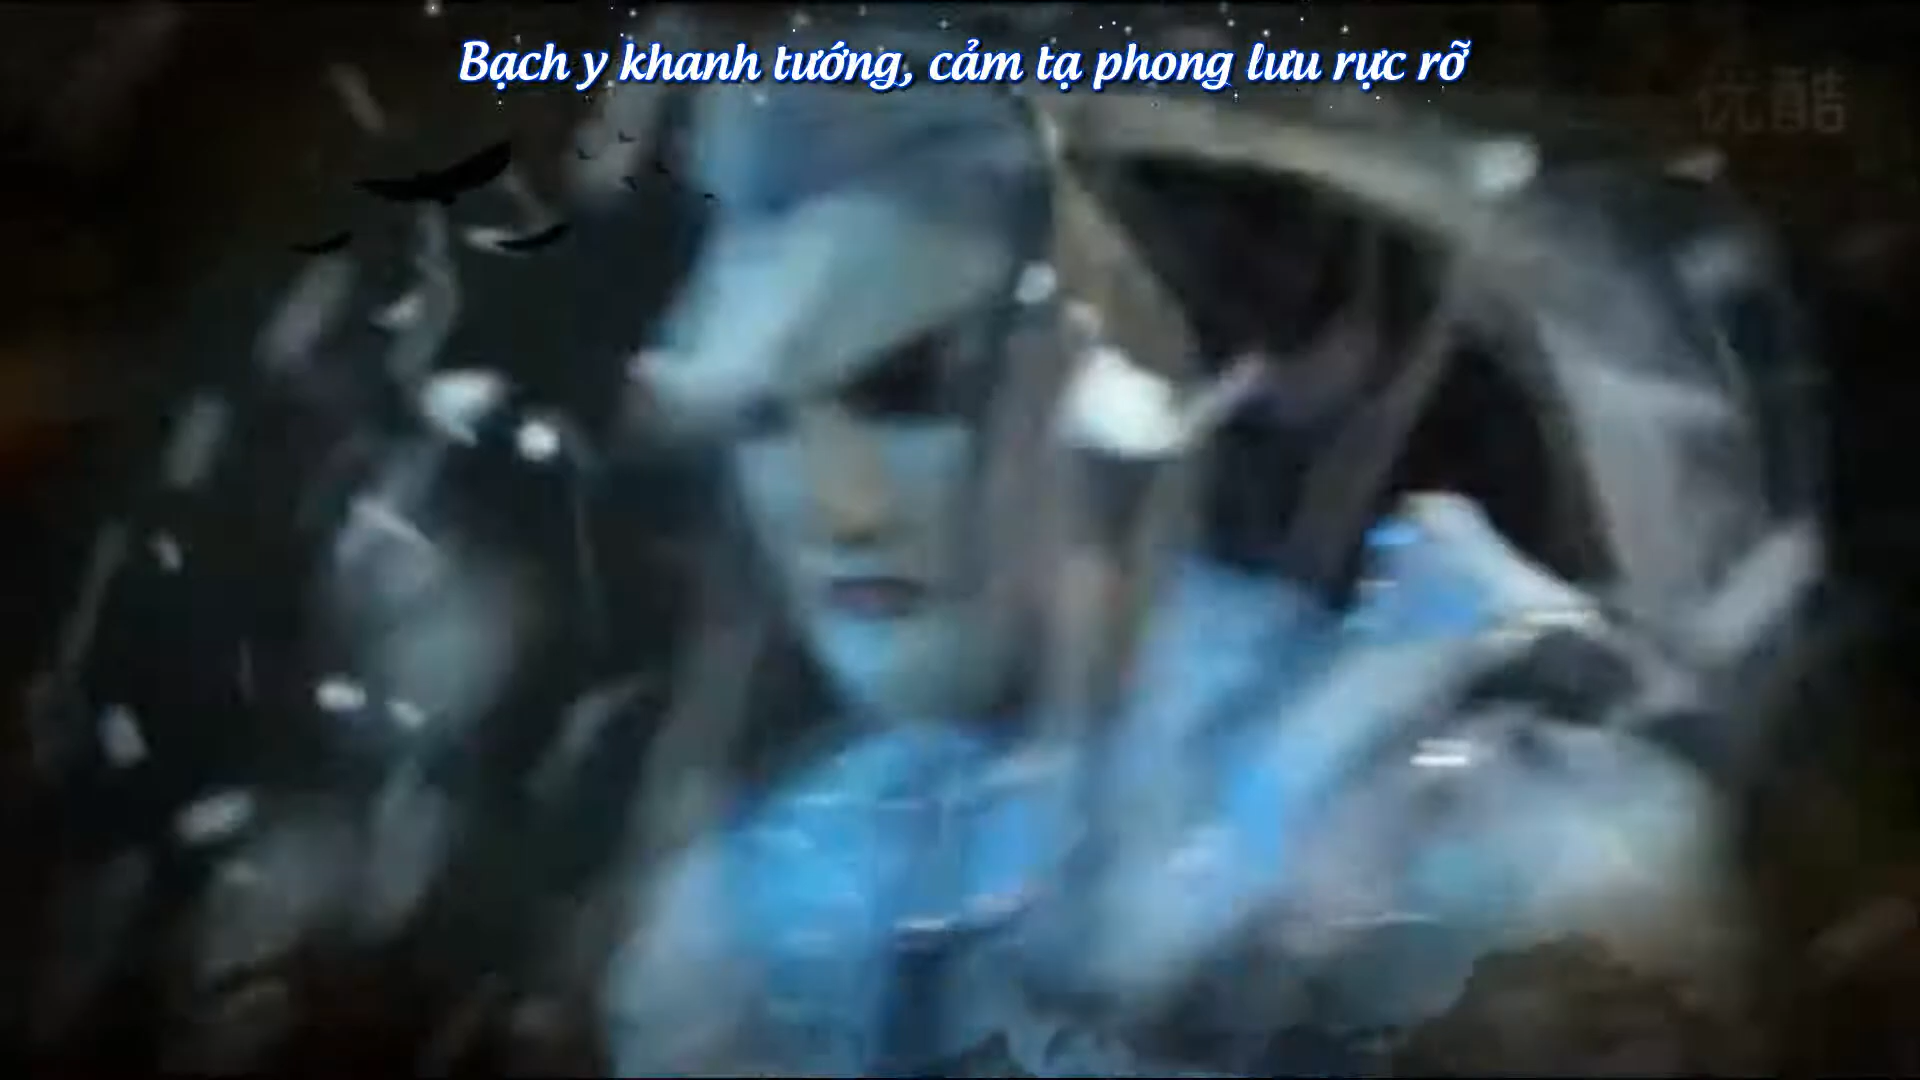 Bạch y khanh tướng, cảm tạ phong lưu rực rỡ
优酷